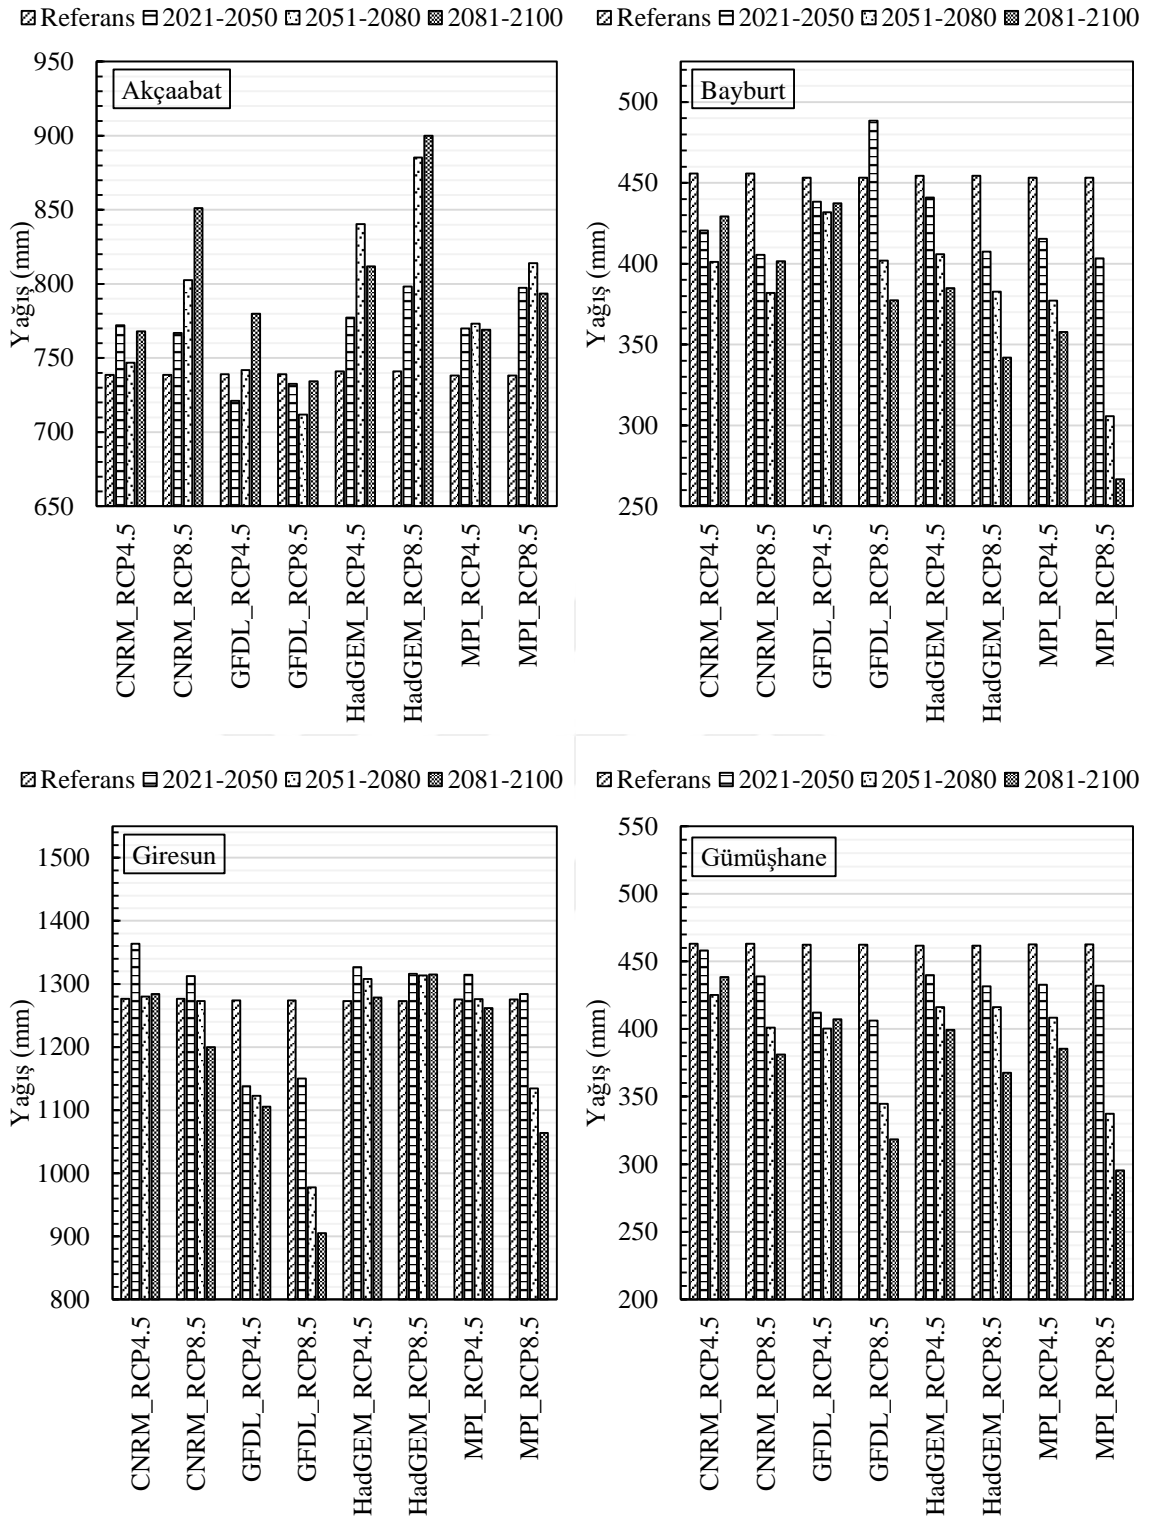 Referans 2021-2050 2051-2080 2081-2100
Akçaabat
Yağış (mm)
950
900
850
800
750
700
650
CNRM_RCP4.5
CNRM_RCP8.5
GFDL_RCP4.5
GFDL_RCP8.5
HadGEM_RCP4.5
HadGEM_RCP8.5
MPI_RCP4.5
MPI_RCP8.5
Referans 2021-2050 2051-2080 2081-2100
Bayburt
Yağış (mm)
500
450
400
350
300
250
CNRM_RCP4.5
CNRM_RCP8.5
GFDL_RCP4.5
GFDL_RCP8.5
HadGEM_RCP4.5
HadGEM_RCP8.5
MPI_RCP4.5
MPI_RCP8.5
Referans 2021-2050 2051-2080 2081-2100
Giresun
Yağış (mm)
1500
1400
1300
1200
1100
1000
900
800
CNRM_RCP4.5
CNRM_RCP8.5
GFDL_RCP4.5
GFDL_RCP8.5
HadGEM_RCP4.5
HadGEM_RCP8.5
MPI_RCP4.5
MPI_RCP8.5
Referans 2021-2050 2051-2080 2081-2100
Gümüşhane
Yağış (mm)
550
500
450
400
350
300
250
200
CNRM_RCP4.5
CNRM_RCP8.5
GFDL_RCP4.5
GFDL_RCP8.5
HadGEM_RCP4.5
HadGEM_RCP8.5
MPI_RCP4.5
MPI_RCP8.5